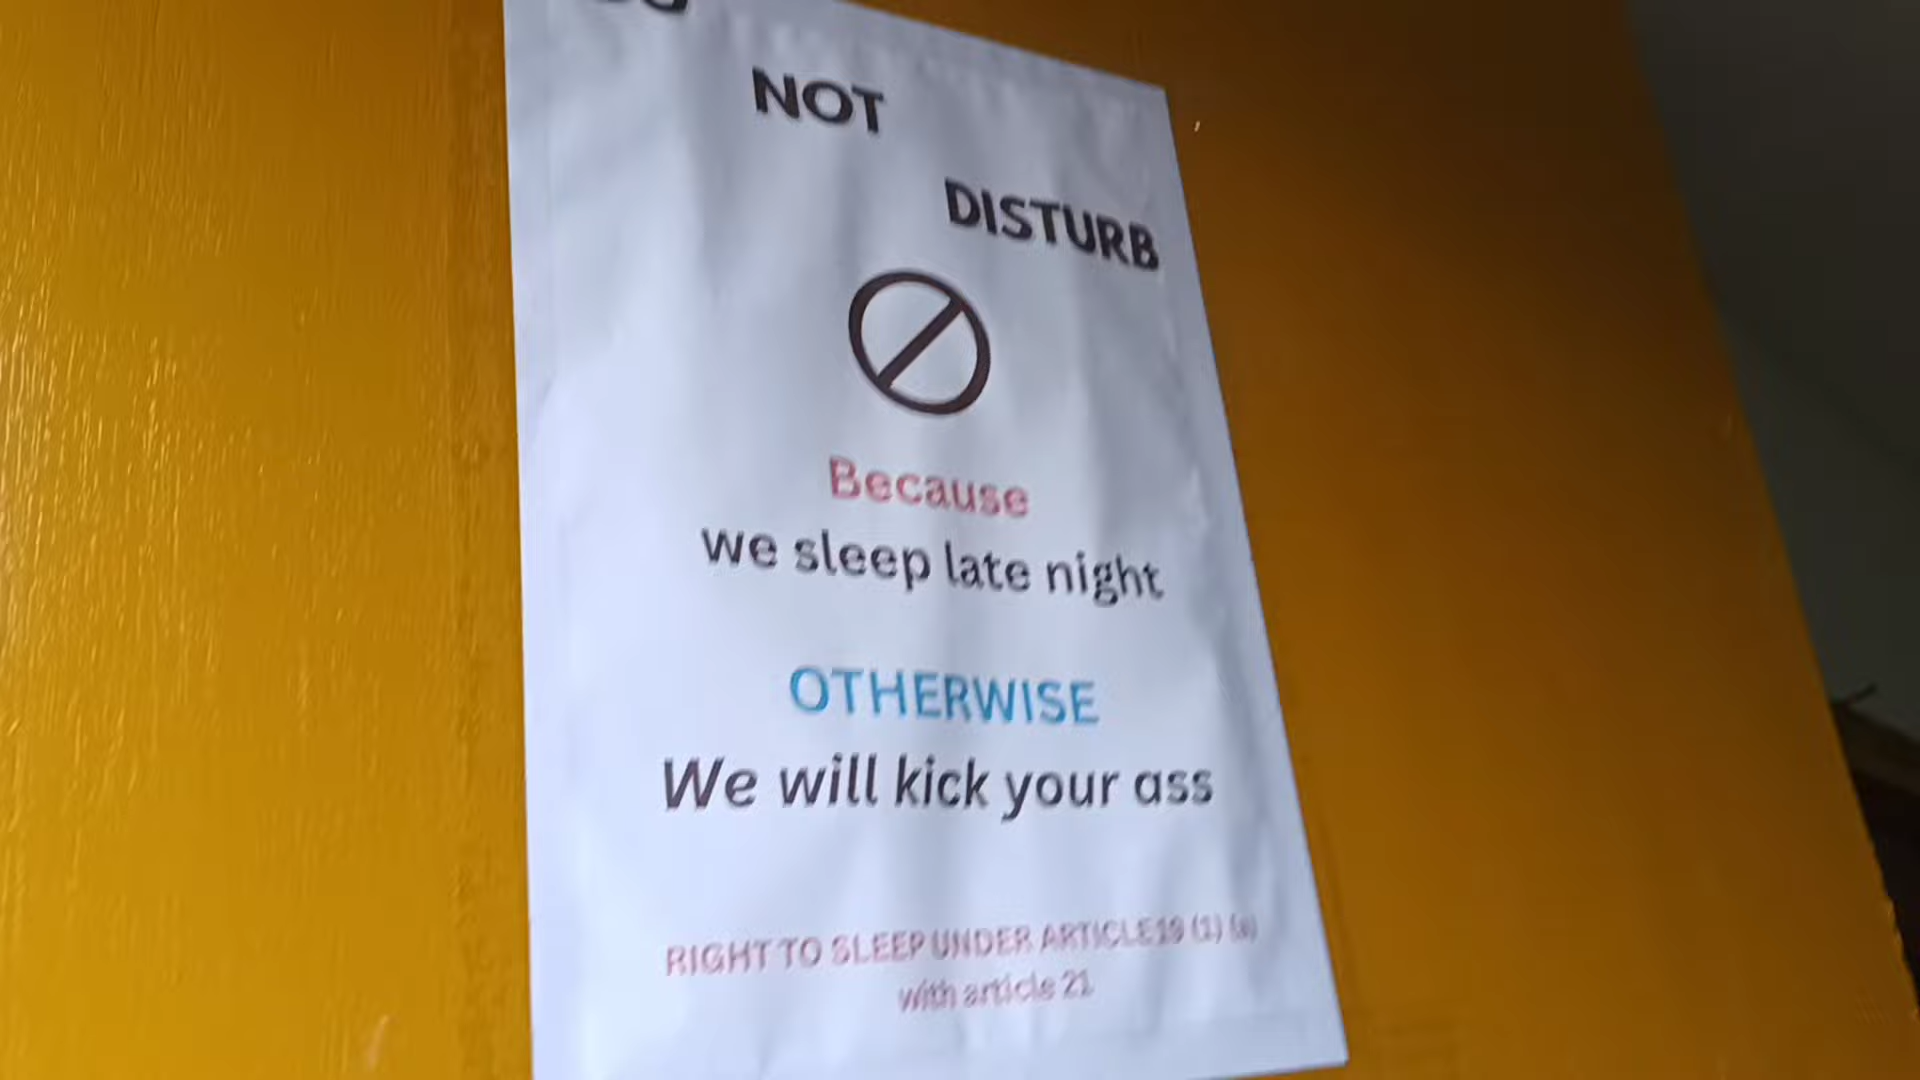 NOT
DISTURB
Because
we sleep late night
OTHERWISE
We will kick your ass
RIGHT TO SLEEP UNDER ARTICLE 19 (1) (a)
with article 21